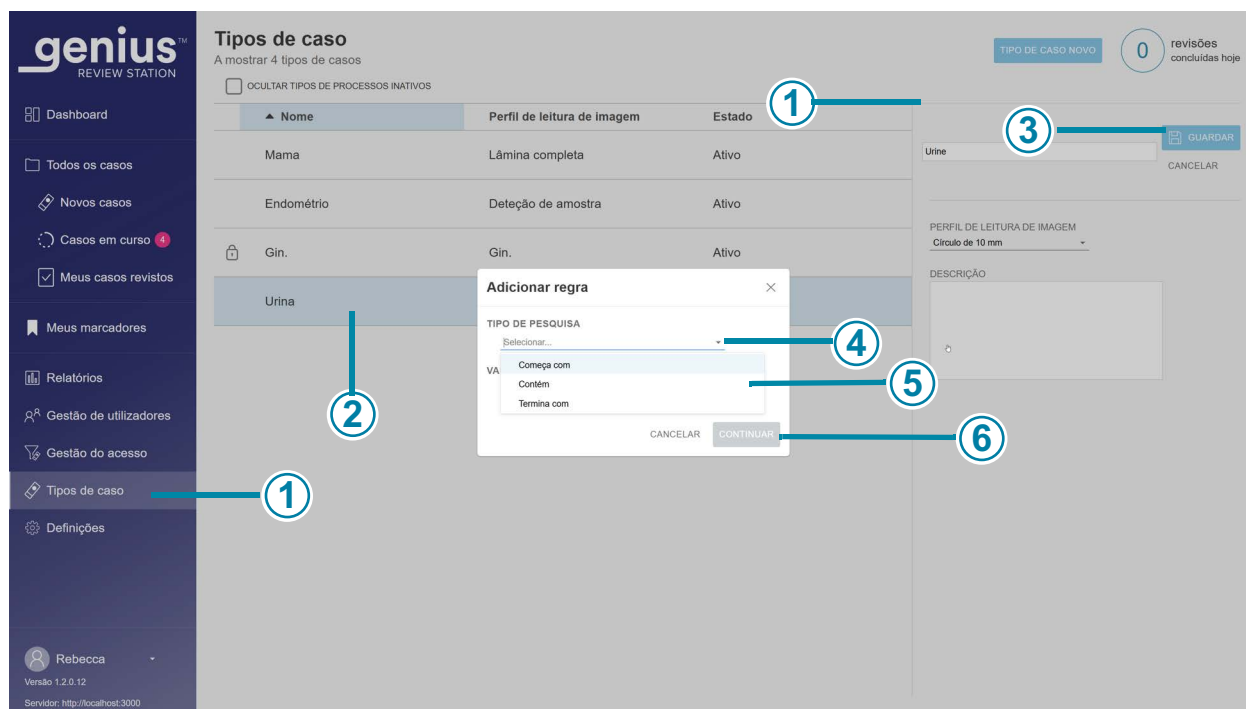 genius™
REVIEW STATION
Dashboard
Todos os casos
Novos casos
Casos em curso 4
Meus casos revistos
Meus marcadores
Relatórios
Gestão de utilizadores
Gestão do acesso
Tipos de caso
Definições
Rebecca
Versão 1.2.0.12
Servidor: http://localhost:3000
Tipos de caso
A mostrar 4 tipos de casos
OCULTAR TIPOS DE PROCESSOS INATIVOS
TIPO DE CASO NOVO
0
revisões
concluídas hoje
Nome Perfil de leitura de imagem Estado
Mama Lâmina completa Ativo
Endométrio Deteção de amostra Ativo
Gin. Gin. Ativo
Urina
Adicionar regra
TIPO DE PESQUISA
Selecionar...
VA
Começa com
Contém
Termina com
CANCELAR CONTINUAR
Urine
GUARDAR
CANCELAR
PERFIL DE LEITURA DE IMAGEM
Círculo de 10 mm
DESCRIÇÃO
1
3
4
5
2
6
1